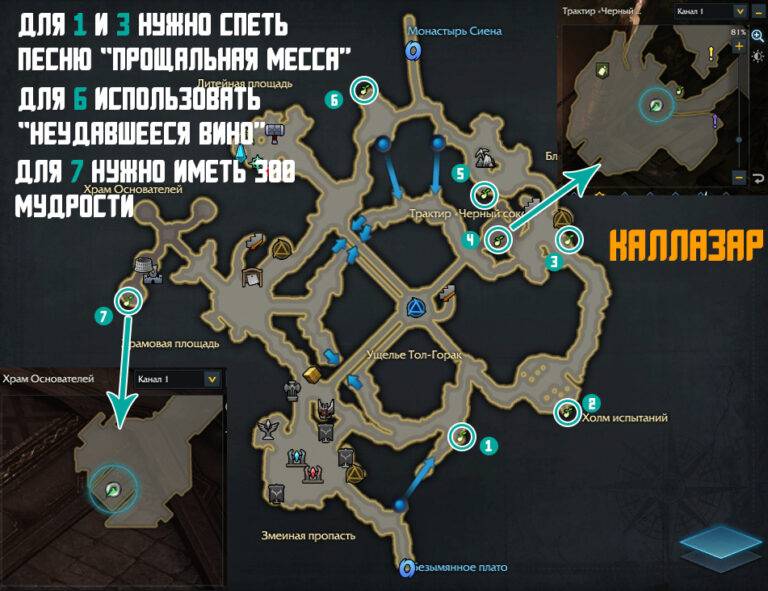 ДЛЯ 1 И 3 НУЖНО СПЕТЬ
ПЕСНЮ "ПРОЩАЛЬНАЯ МЕССА"
ДЛЯ 6 ИСПОЛЬЗОВАТЬ
"НЕУДАВШЕЕСЯ ВИНО"
ДЛЯ 7 НУЖНО ИМЕТЬ 300
МУДРОСТИ
Трактир «Черный ...
Канал 1
81%
Монастырь Сиена
Литейная площадь
6
5
Храм Основателей
Трактир «Черный сок
4
3
КАЛЛАЗАР
7
Храмовая площадь
Ущелье Тол-Горак
Храм Основателей
Канал 1
2
Холм испытаний
1
Змеиная пропасть
Безымянное плато